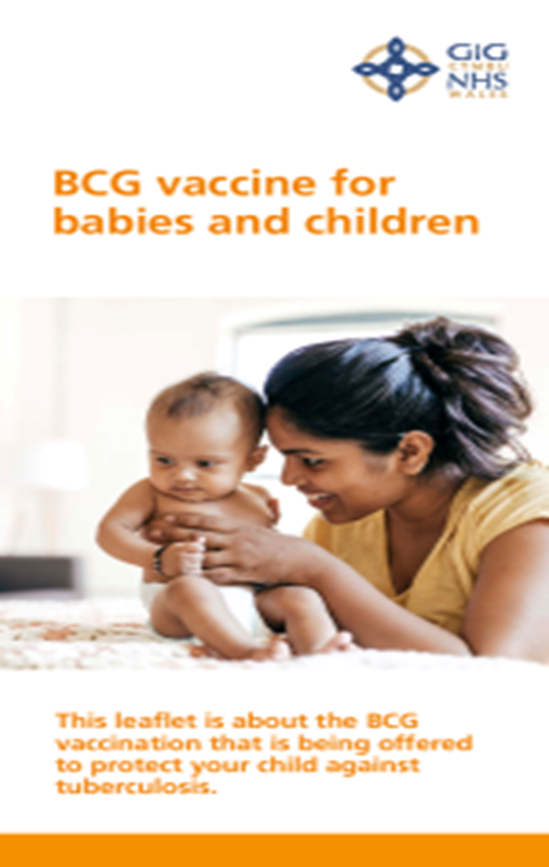 GIG
CYMRU
NHS
WALES
BCG vaccine for
babies and children
This leaflet is about the BCG
vaccination that is being offered
to protect your child against
tuberculosis.